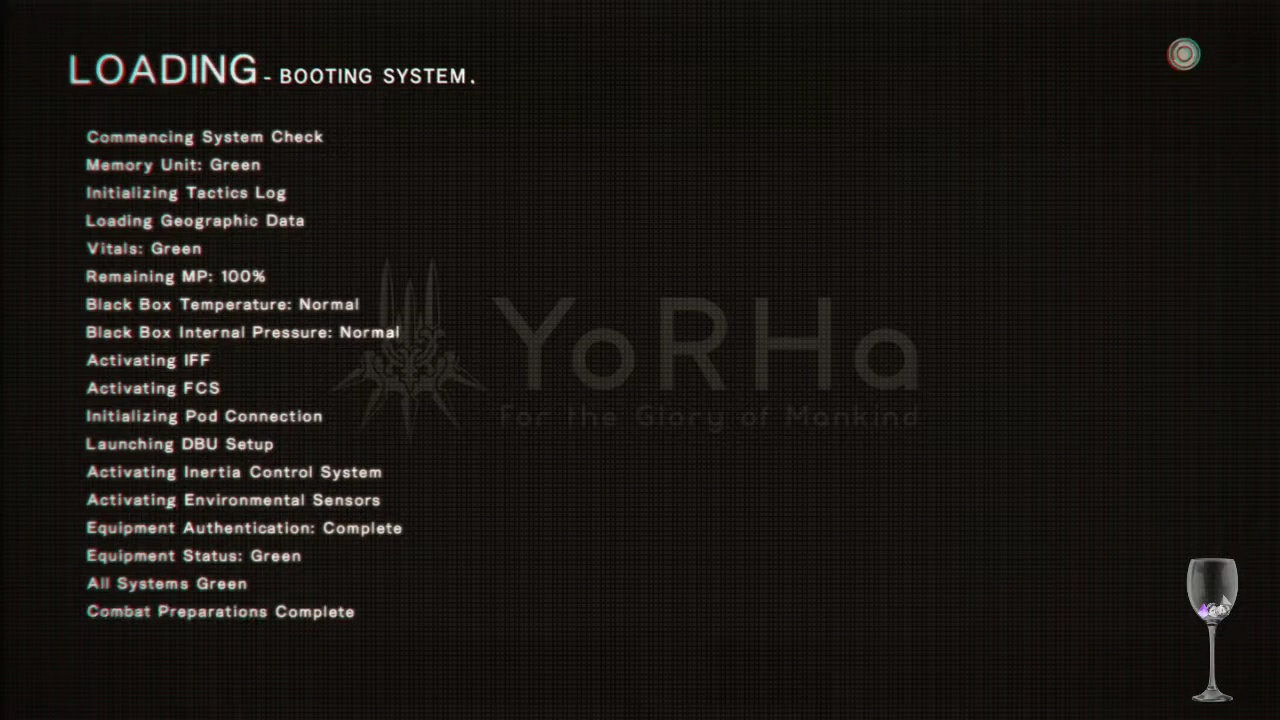 LOADING - BOOTING SYSTEM.
Commencing System Check
Memory Unit: Green
Initializing Tactics Log
Loading Geographic Data
Vitals: Green
Remaining MP: 100%
Black Box Temperature: Normal
Black Box Internal Pressure: Normal
Activating IFF
Activating FCS
Initializing Pod Connection
Launching DBU Setup
Activating Inertia Control System
Activating Environmental Sensors
Equipment Authentication: Complete
Equipment Status: Green
All Systems Green
Combat Preparations Complete
YoRHa
For the Glory of Mankind